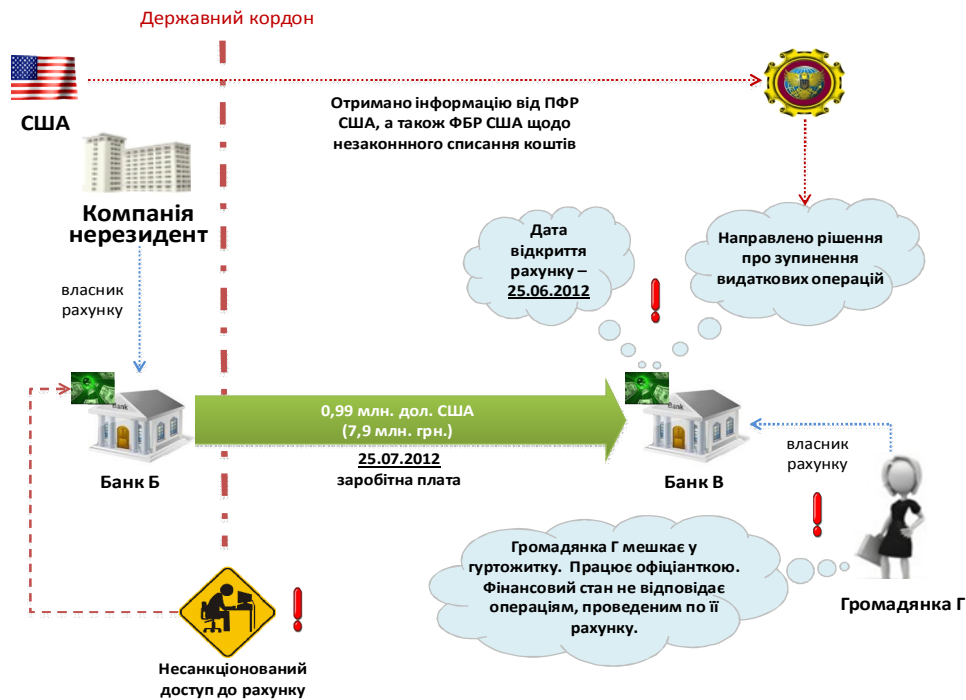 Державний кордон
США
Отримано інформацію від ПФР
США, а також ФБР США щодо
незаконнного списання коштів
Компанія
нерезидент
Дата
відкриття
рахунку –
25.06.2012
Направлено рішення
про зупинення
видаткових операцій
власник
рахунку
Bank
Bank
0,99 млн. дол. США
(7,9 млн. грн.)
25.07.2012
заробітна плата
Банк Б
Банк В
власник
рахунку
Громадянка Г мешкає у
гуртожитку. Працює офіціанткою.
Фінансовий стан не відповідає
операціям, проведеним по її
рахунку.
Громадянка Г
Несанкціонований
доступ до рахунку